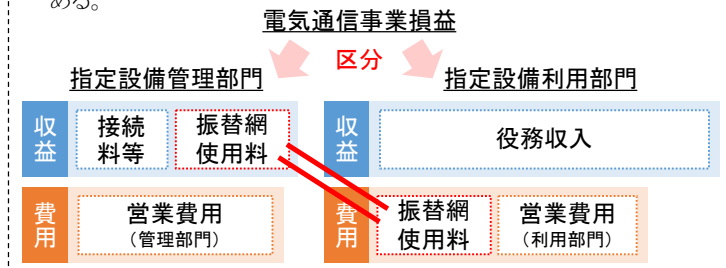 ある。
電気通信事業損益
区分
指定設備管理部門
指定設備利用部門
収益
接続料等
振替網使用料
収益
役務収入
費用
営業費用
（管理部門）
費用
振替網使用料
営業費用
（利用部門）